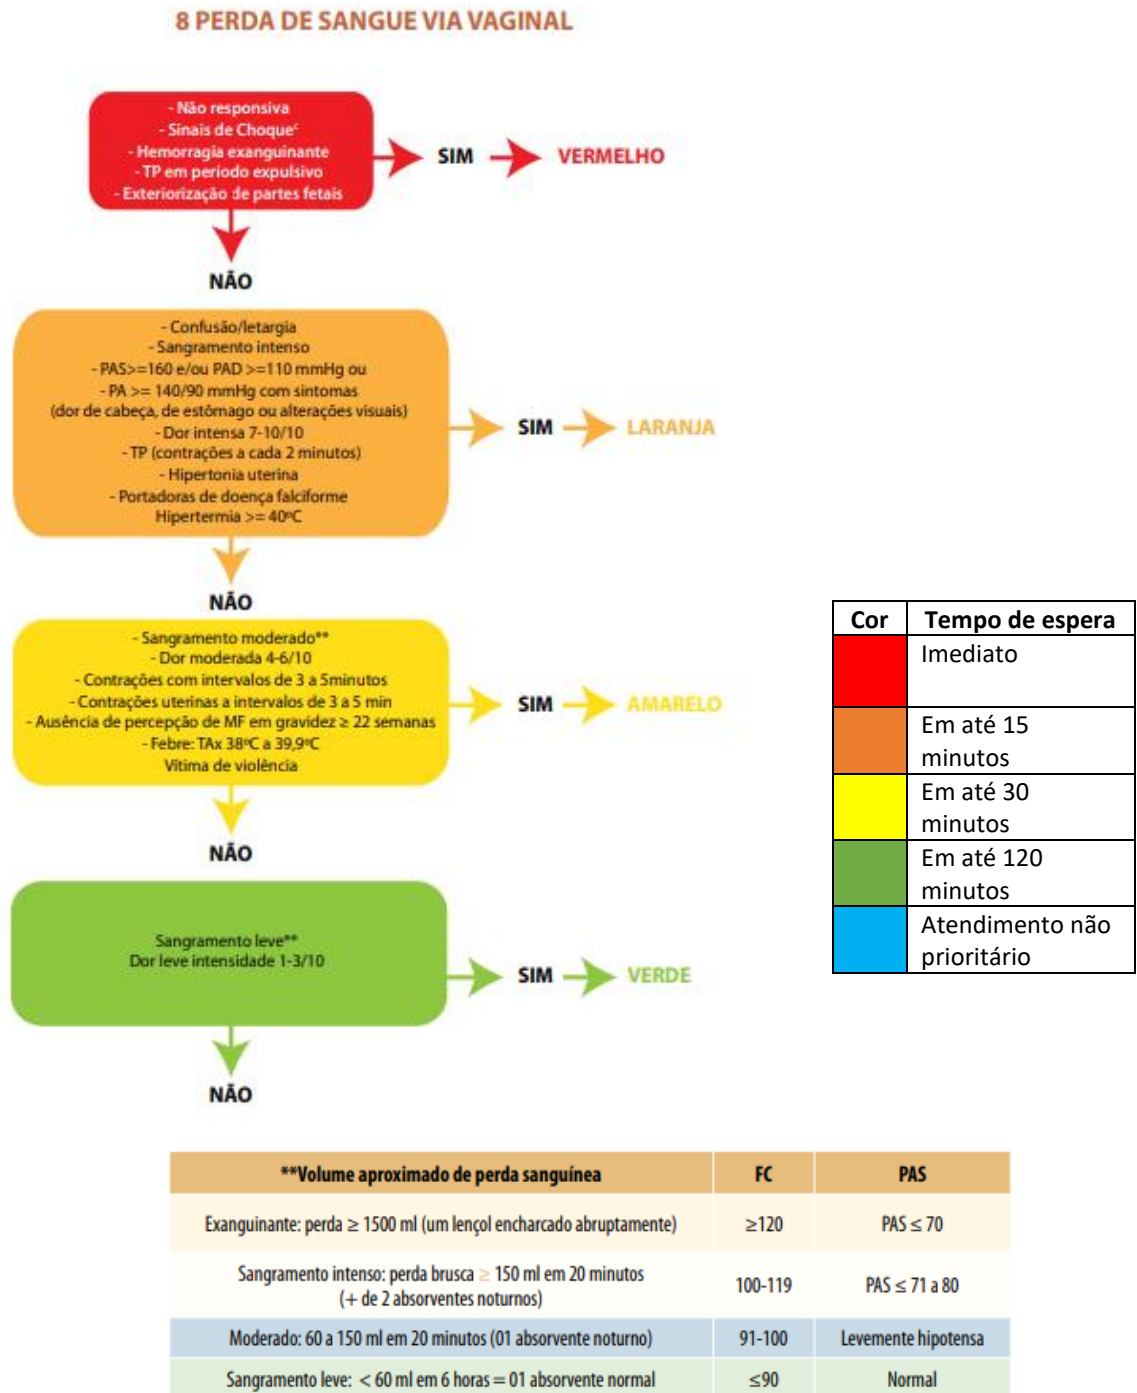 8 PERDA DE SANGUE VIA VAGINAL
- Não responsiva
- Sinais de Choqueᶜ
- Hemorragia exanguinante
- TP em período expulsivo
- Exteriorização de partes fetais
SIM
VERMELHO
NÃO
- Confusão/letargia
- Sangramento intenso
- PAS>=160 e/ou PAD >=110 mmHg ou
- PA >= 140/90 mmHg com sintomas
(dor de cabeça, de estômago ou alterações visuais)
- Dor intensa 7-10/10
- TP (contrações a cada 2 minutos)
- Hipertonia uterina
- Portadoras de doença falciforme
Hipertermia >= 40ºC
SIM
LARANJA
NÃO
- Sangramento moderado**
- Dor moderada 4-6/10
- Contrações com intervalos de 3 a 5minutos
- Contrações uterinas a intervalos de 3 a 5 min
- Ausência de percepção de MF em gravidez ≥ 22 semanas
- Febre: TAx 38ºC a 39,9ºC
Vítima de violência
SIM
AMARELO
NÃO
Sangramento leve**
Dor leve intensidade 1-3/10
SIM
VERDE
NÃO
Cor Tempo de espera
Imediato
Em até 15
minutos
Em até 30
minutos
Em até 120
minutos
Atendimento não
prioritário
**Volume aproximado de perda sanguínea FC PAS
Exanguinante: perda ≥ 1500 ml (um lençol encharcado abruptamente) ≥120 PAS ≤ 70
Sangramento intenso: perda brusca ≥ 150 ml em 20 minutos
(+ de 2 absorventes noturnos) 100-119 PAS ≤ 71 a 80
Moderado: 60 a 150 ml em 20 minutos (01 absorvente noturno) 91-100 Levemente hipotensa
Sangramento leve: < 60 ml em 6 horas = 01 absorvente normal ≤90 Normal